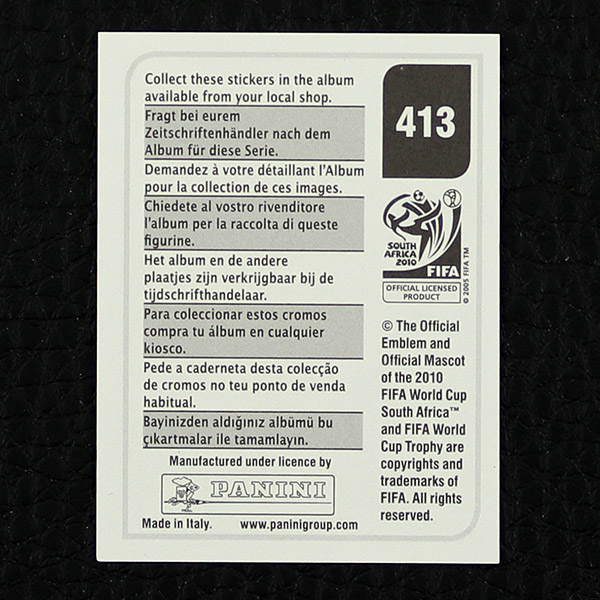 Collect these stickers in the album
available from your local shop.
Fragt bei eurem
Zeitschriftenhändler nach dem
Album für diese Serie.
Demandez à votre détaillant l'Album
pour la collection de ces images.
Chiedete al vostro rivenditore
l'album per la raccolta di queste
figurine.
Het album en de andere
plaatjes zijn verkrijgbaar bij de
tijdschrifthandelaar.
Para coleccionar estos cromos
compra tu álbum en cualquier
kiosco.
Pede a caderneta desta colecção
de cromos no teu ponto de venda
habitual.
Bayinizden aldığınız albümü bu
çıkartmalar ile tamamlayın.
Manufactured under licence by
PANINI
Made in Italy. www.paninigroup.com
413
SOUTH
AFRICA
2010
FIFA
OFFICIAL LICENSED
PRODUCT
© 2005 FIFA TM
© The Official
Emblem and
Official Mascot
of the 2010
FIFA World Cup
South Africa™
and FIFA World
Cup Trophy are
copyrights and
trademarks of
FIFA. All rights
reserved.